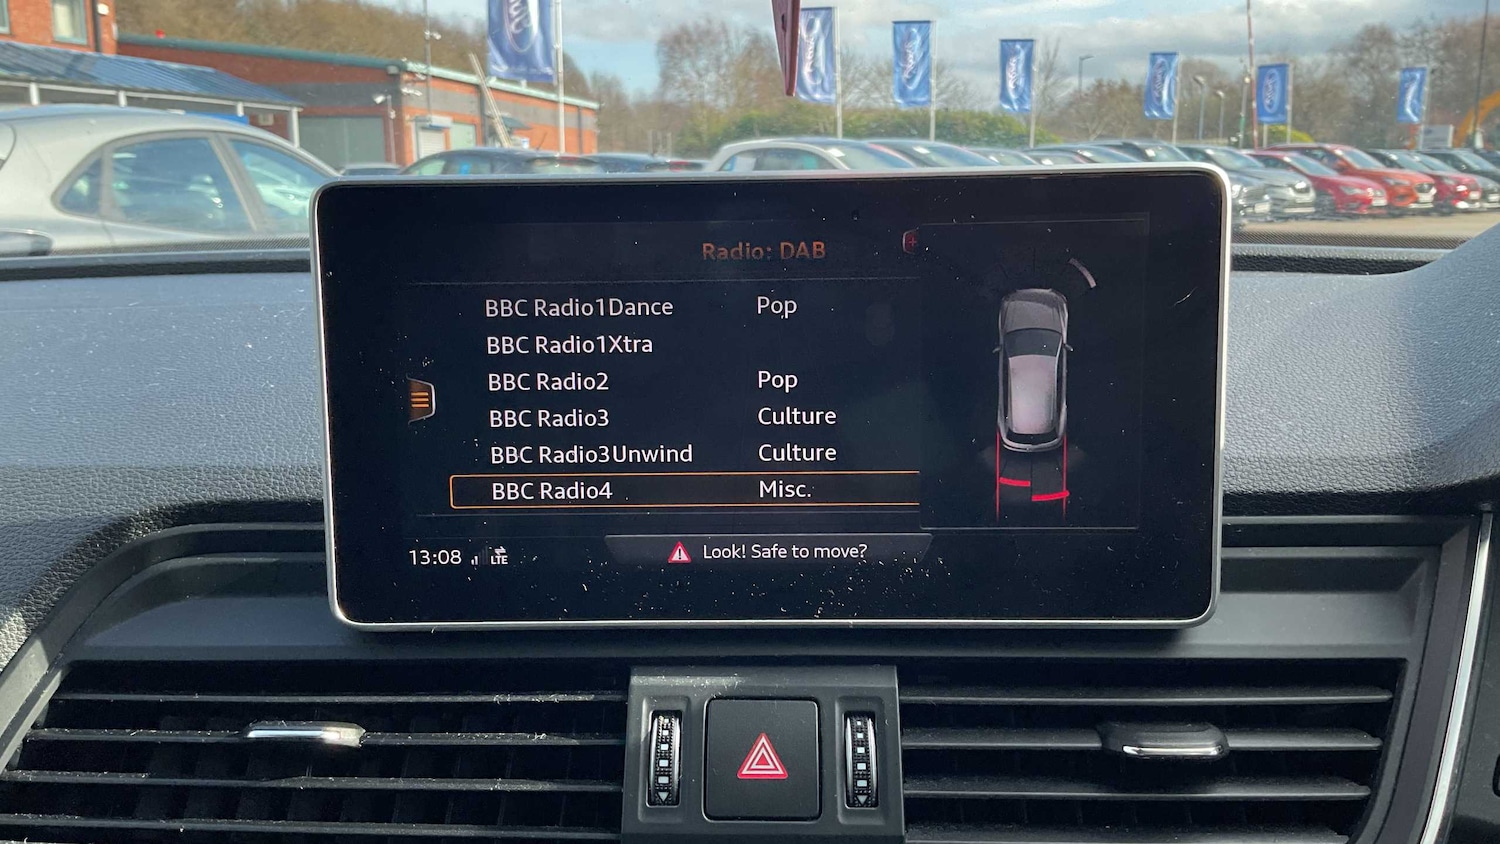 Radio: DAB
BBC Radio1Dance Pop
BBC Radio1Xtra
BBC Radio2 Pop
BBC Radio3 Culture
BBC Radio3Unwind Culture
BBC Radio4 Misc.
13:08 LTE
Look! Safe to move?